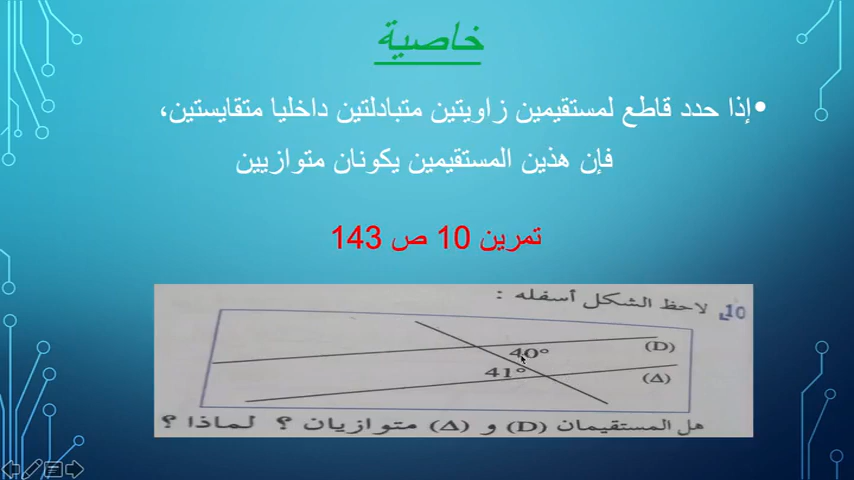 خاصية
•إذا حدد قاطع لمستقيمين زاويتين متبادلتين داخليا متقايستين،
فإن هذين المستقيمين يكونان متوازيين
تمرين 10 ص 143
10 لاحظ الشكل أسفله :
(D)
40°
41°
(Δ)
هل المستقيمان (D) و (Δ) متوازيان ؟ لماذا ؟